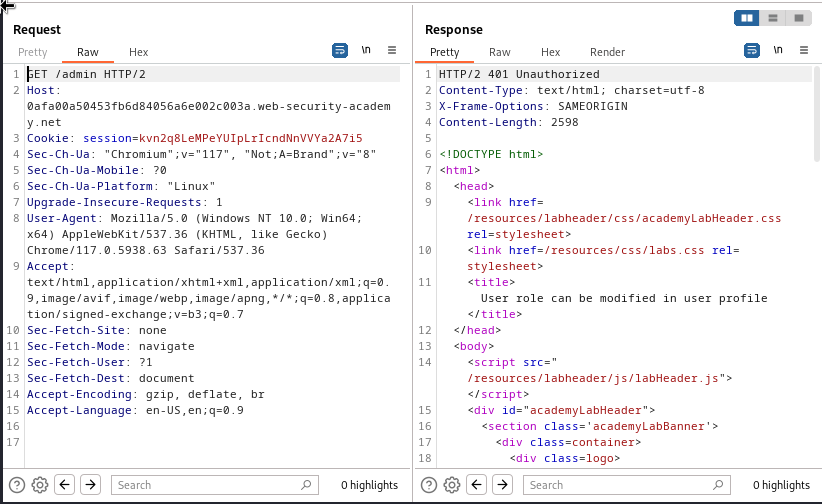 Request
Pretty Raw Hex \n
1 GET /admin HTTP/2
2 Host:
0afa00a50453fb6d84056a6e002c003a.web-security-academ
y.net
3 Cookie: session=kvn2q8LeMPeYUIpLrIcndNnVVYa2A7i5
4 Sec-Ch-Ua: "Chromium";v="117", "Not;A=Brand";v="8"
5 Sec-Ch-Ua-Mobile: ?0
6 Sec-Ch-Ua-Platform: "Linux"
7 Upgrade-Insecure-Requests: 1
8 User-Agent: Mozilla/5.0 (Windows NT 10.0; Win64;
x64) AppleWebKit/537.36 (KHTML, like Gecko)
Chrome/117.0.5938.63 Safari/537.36
9 Accept:
text/html,application/xhtml+xml,application/xml;q=0.
9,image/avif,image/webp,image/apng,*/*;q=0.8,applica
tion/signed-exchange;v=b3;q=0.7
10 Sec-Fetch-Site: none
11 Sec-Fetch-Mode: navigate
12 Sec-Fetch-User: ?1
13 Sec-Fetch-Dest: document
14 Accept-Encoding: gzip, deflate, br
15 Accept-Language: en-US,en;q=0.9
16
17
Search 0 highlights
Response
Pretty Raw Hex Render \n
1 HTTP/2 401 Unauthorized
2 Content-Type: text/html; charset=utf-8
3 X-Frame-Options: SAMEORIGIN
4 Content-Length: 2598
5
6 <!DOCTYPE html>
7 <html>
8 <head>
9 <link href=
/resources/labheader/css/academyLabHeader.css
rel=stylesheet>
10 <link href=/resources/css/labs.css rel=
stylesheet>
11 <title>
User role can be modified in user profile
</title>
12 </head>
13 <body>
14 <script src="
/resources/labheader/js/labHeader.js">
</script>
15 <div id="academyLabHeader">
16 <section class='academyLabBanner'>
17 <div class=container>
18 <div class=logo>
Search 0 highlights